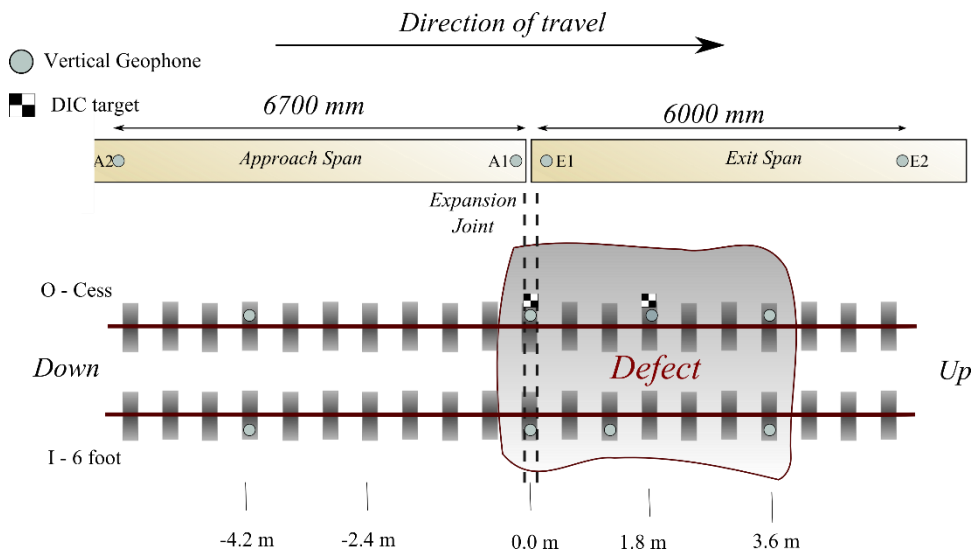 Direction of travel
Vertical Geophone
DIC target
6700 mm
6000 mm
A2
Approach Span
A1
E1
Exit Span
E2
Expansion
Joint
O - Cess
Down
Defect
Up
I - 6 foot
-4.2 m
-2.4 m
0.0 m
1.8 m
3.6 m